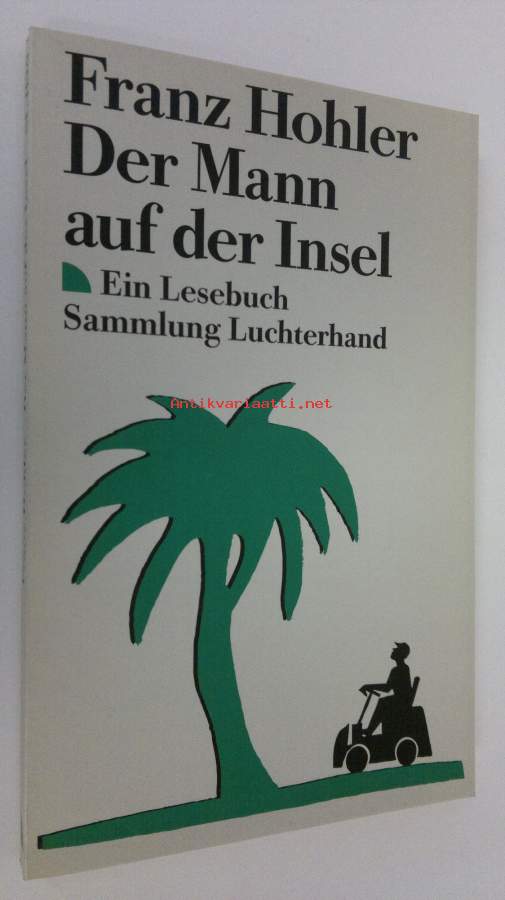 Franz Hohler
Der Mann
auf der Insel
Ein Lesebuch
Sammlung Luchterhand
Antikvariaatti.net